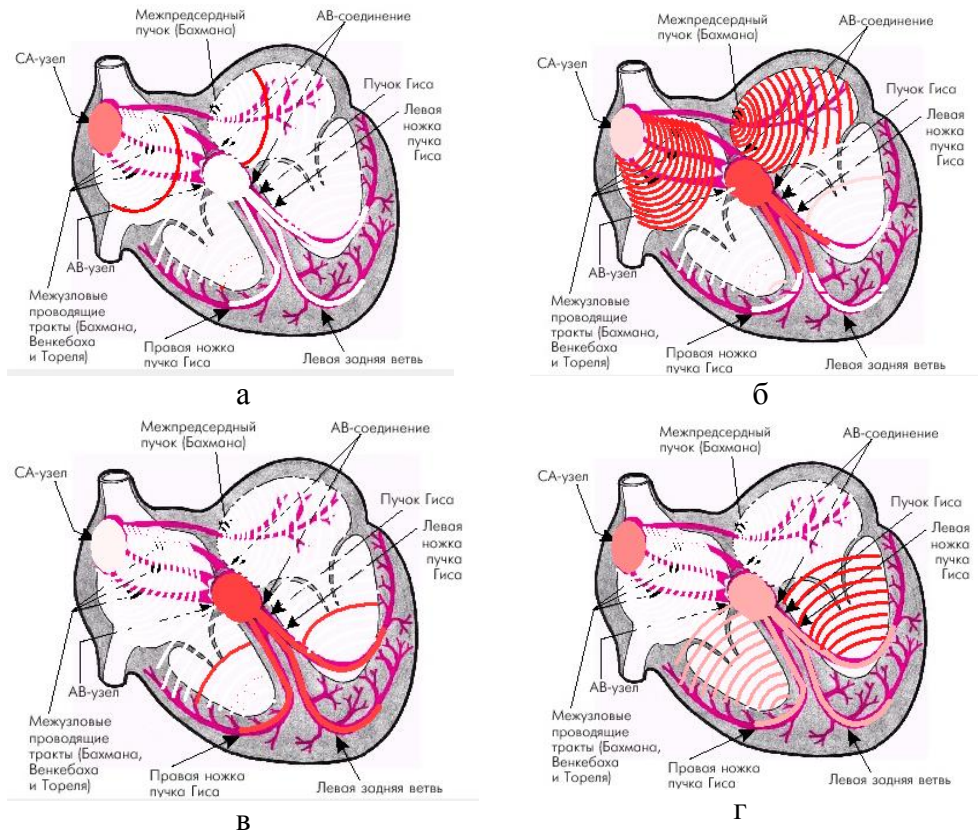 Межпредсердный
пучок (Бахмана)
АВ-соединение
СА-узел
Пучок Гиса
Левая
ножка
пучка
Гиса
АВ-узел
Межузловые
проводящие
тракты (Бахмана,
Венкебаха
и Тореля)
Правая ножка
пучка Гиса
Левая задняя ветвь
а
Межпредсердный
пучок (Бахмана)
АВ-соединение
СА-узел
Пучок Гиса
Левая
ножка
пучка
Гиса
АВ-узел
Межузловые
проводящие
тракты (Бахмана,
Венкебаха
и Тореля)
Правая ножка
пучка Гиса
Левая задняя ветвь
б
Межпредсердный
пучок (Бахмана)
АВ-соединение
СА-узел
Пучок Гиса
Левая
ножка
пучка
Гиса
АВ-узел
Межузловые
проводящие
тракты (Бахмана,
Венкебаха
и Тореля)
Правая ножка
пучка Гиса
Левая задняя ветвь
в
Межпредсердный
пучок (Бахмана)
АВ-соединение
СА-узел
Пучок Гиса
Левая
ножка
пучка
Гиса
АВ-узел
Межузловые
проводящие
тракты (Бахмана,
Венкебаха
и Тореля)
Правая ножка
пучка Гиса
Левая задняя ветвь
г